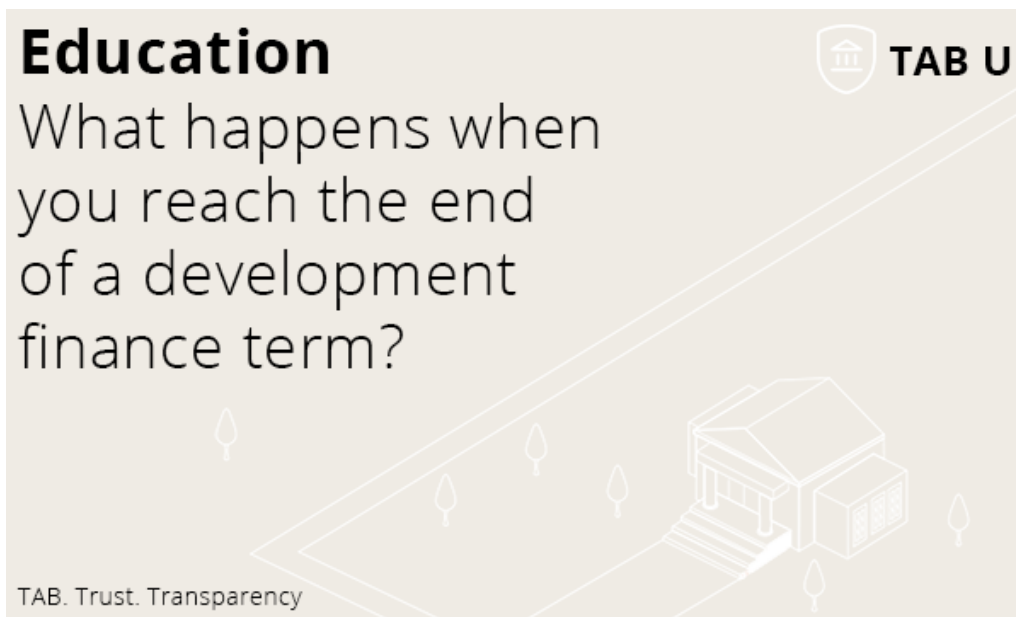 Education
TAB U
What happens when
you reach the end
of a development
finance term?
TAB. Trust. Transparency